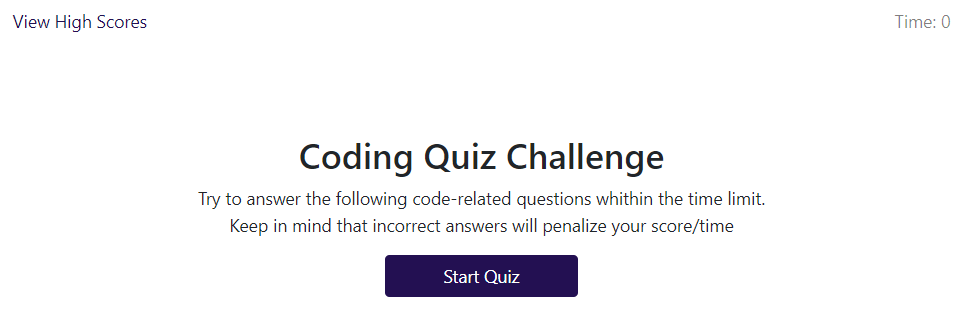 View High Scores
Time: 0
Coding Quiz Challenge
Try to answer the following code-related questions whithin the time limit.
Keep in mind that incorrect answers will penalize your score/time
Start Quiz